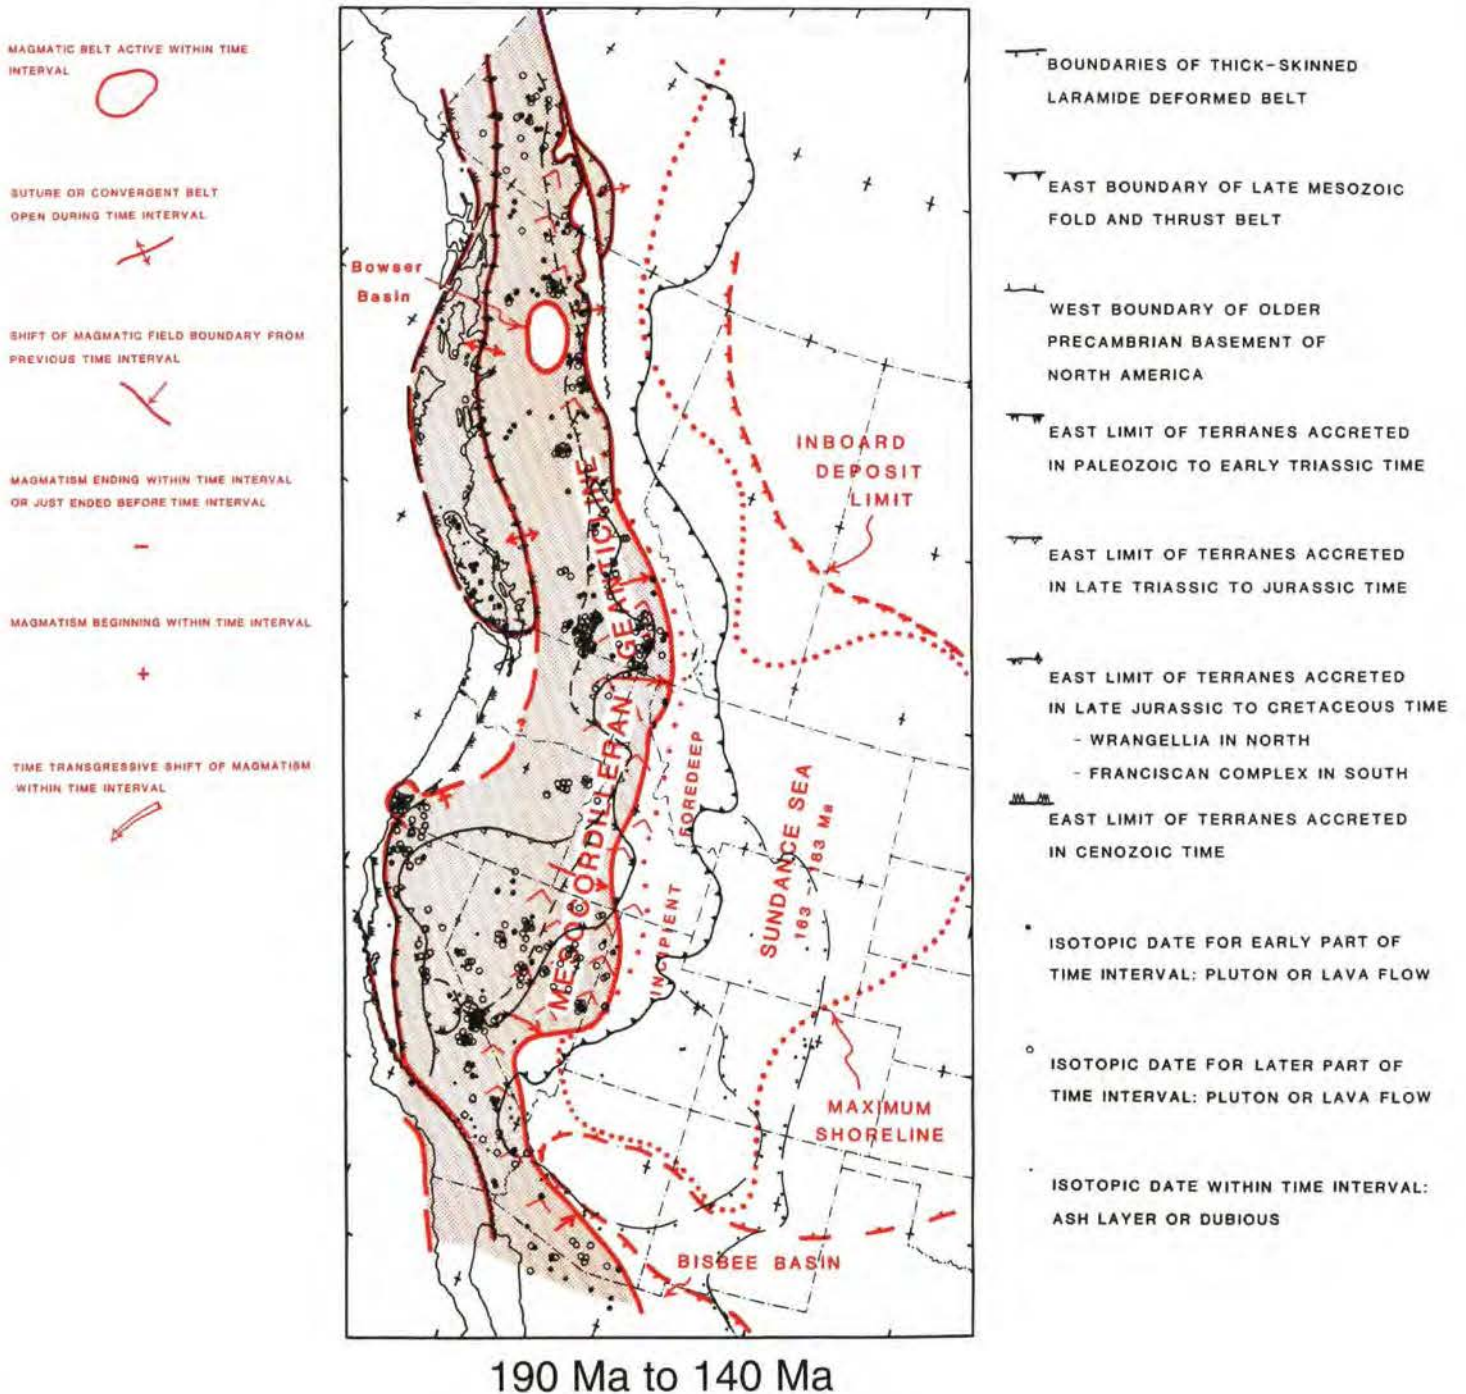 MAGMATIC BELT ACTIVE WITHIN TIME
INTERVAL
SUTURE OR CONVERGENT BELT
OPEN DURING TIME INTERVAL
SHIFT OF MAGMATIC FIELD BOUNDARY FROM
PREVIOUS TIME INTERVAL
MAGMATISM ENDING WITHIN TIME INTERVAL
OR JUST ENDED BEFORE TIME INTERVAL
MAGMATISM BEGINNING WITHIN TIME INTERVAL
TIME TRANSGRESSIVE SHIFT OF MAGMATISM
WITHIN TIME INTERVAL
Bowser
Basin
INBOARD
DEPOSIT
LIMIT
MESOCORDILLERAN GEANTICLINE
INCIPIENT FOREDEEP
SUNDANCE SEA
163 - 183 Ma
MAXIMUM
SHORELINE
BISBEE BASIN
BOUNDARIES OF THICK-SKINNED
LARAMIDE DEFORMED BELT
EAST BOUNDARY OF LATE MESOZOIC
FOLD AND THRUST BELT
WEST BOUNDARY OF OLDER
PRECAMBRIAN BASEMENT OF
NORTH AMERICA
EAST LIMIT OF TERRANES ACCRETED
IN PALEOZOIC TO EARLY TRIASSIC TIME
EAST LIMIT OF TERRANES ACCRETED
IN LATE TRIASSIC TO JURASSIC TIME
EAST LIMIT OF TERRANES ACCRETED
IN LATE JURASSIC TO CRETACEOUS TIME
- WRANGELLIA IN NORTH
- FRANCISCAN COMPLEX IN SOUTH
EAST LIMIT OF TERRANES ACCRETED
IN CENOZOIC TIME
ISOTOPIC DATE FOR EARLY PART OF
TIME INTERVAL: PLUTON OR LAVA FLOW
ISOTOPIC DATE FOR LATER PART OF
TIME INTERVAL: PLUTON OR LAVA FLOW
ISOTOPIC DATE WITHIN TIME INTERVAL:
ASH LAYER OR DUBIOUS
190 Ma to 140 Ma